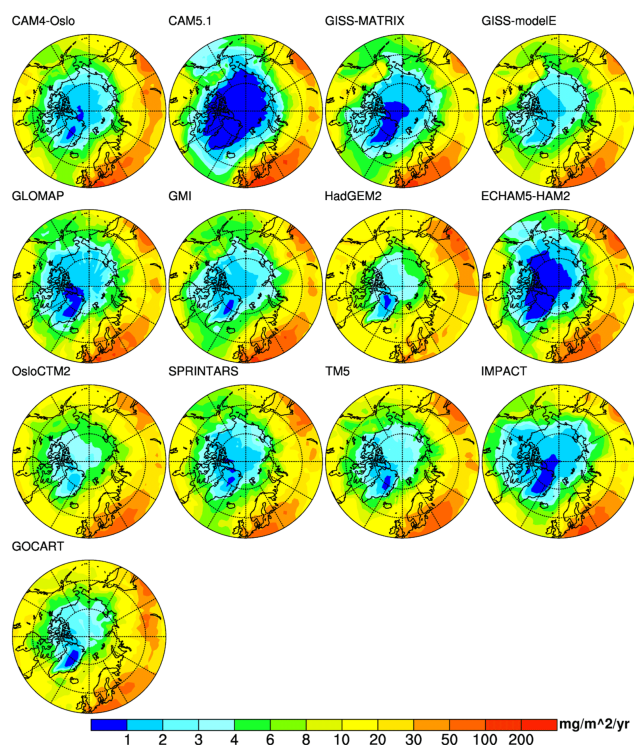 CAM4-Oslo CAM5.1 GISS-MATRIX GISS-modelE
GLOMAP GMI HadGEM2 ECHAM5-HAM2
OsloCTM2 SPRINTARS TM5 IMPACT
GOCART
mg/m^2/yr
1 2 3 4 6 8 10 20 30 50 100 200